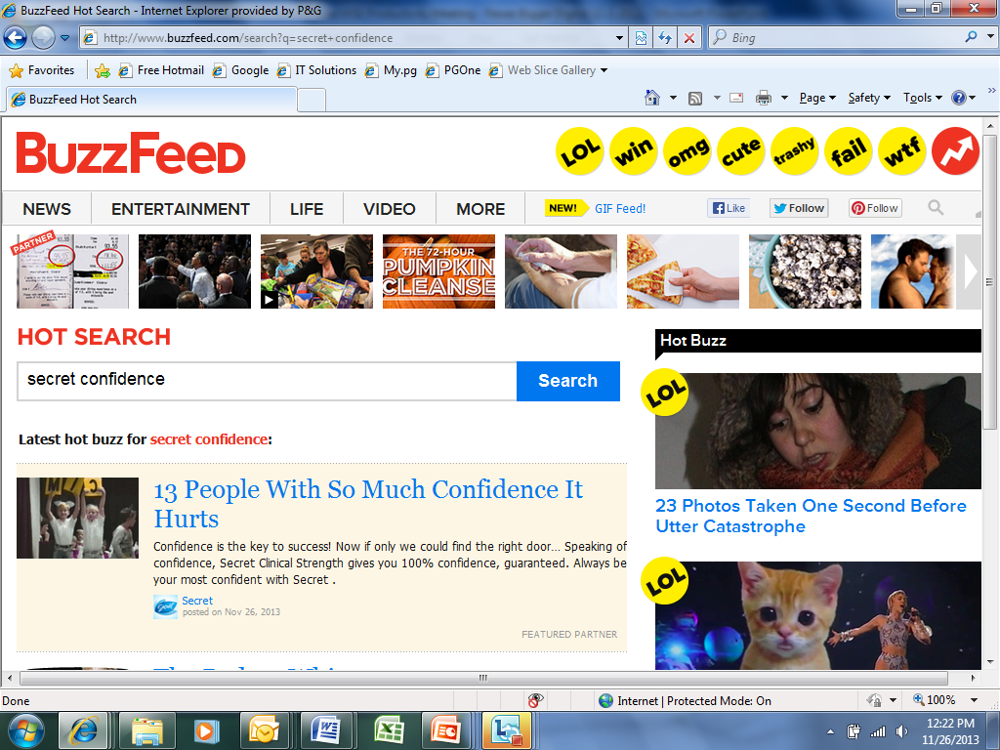 BuzzFeed Hot Search - Internet Explorer provided by P&G
http://www.buzzfeed.com/search?q=secret+confidence
Bing
Favorites Free Hotmail Google IT Solutions My.pg PGOne Web Slice Gallery
BuzzFeed Hot Search
Page Safety Tools
BuzzFeed
LOL win omg cute trashy fail wtf
NEWS ENTERTAINMENT LIFE VIDEO MORE NEW! GIF Feed! Like Follow Follow
PARTNER
THE 72-HOUR
PUMPKIN
CLEANSE
HOT SEARCH
secret confidence Search
Latest hot buzz for secret confidence:
13 People With So Much Confidence It
Hurts
Confidence is the key to success! Now if only we could find the right door... Speaking of
confidence, Secret Clinical Strength gives you 100% confidence, guaranteed. Always be
your most confident with Secret .
Secret
posted on Nov 26, 2013
FEATURED PARTNER
Hot Buzz
LOL
23 Photos Taken One Second Before
Utter Catastrophe
LOL
Done Internet | Protected Mode: On 100%
12:22 PM
11/26/2013